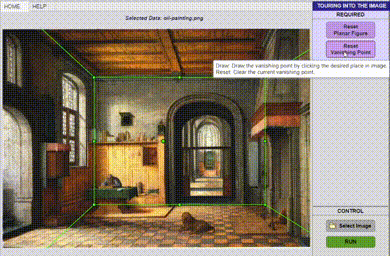 HOME HELP
TOURING INTO THE IMAGE
Selected Data: oil-painting.png
REQUIRED
Reset
Planar Figure
Reset
Vanishing Point
Draw: Draw the vanishing point by clicking the desired place in image.
Reset: Clear the current vanishing point.
CONTROL
Select Image
RUN